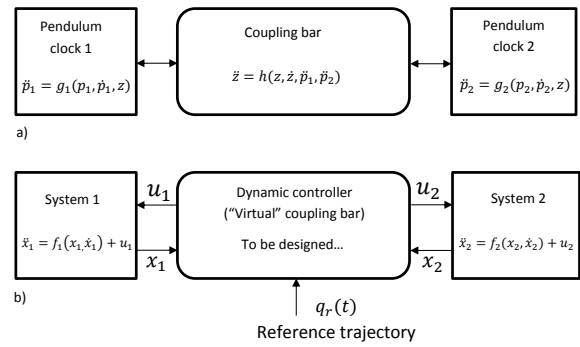 Pendulum
clock 1
p̈₁ = g₁(p₁, ṗ₁, z)
Coupling bar
z̈ = h(z, ż, p̈₁, p̈₂)
Pendulum
clock 2
p̈₂ = g₂(p₂, ṗ₂, z)
a)
System 1
ẍ₁ = f₁(x₁, ẋ₁) + u₁
u₁
x₁
Dynamic controller
(“Virtual” coupling bar)
To be designed…
u₂
x₂
System 2
ẍ₂ = f₂(x₂, ẋ₂) + u₂
b)
qᵣ(t)
Reference trajectory